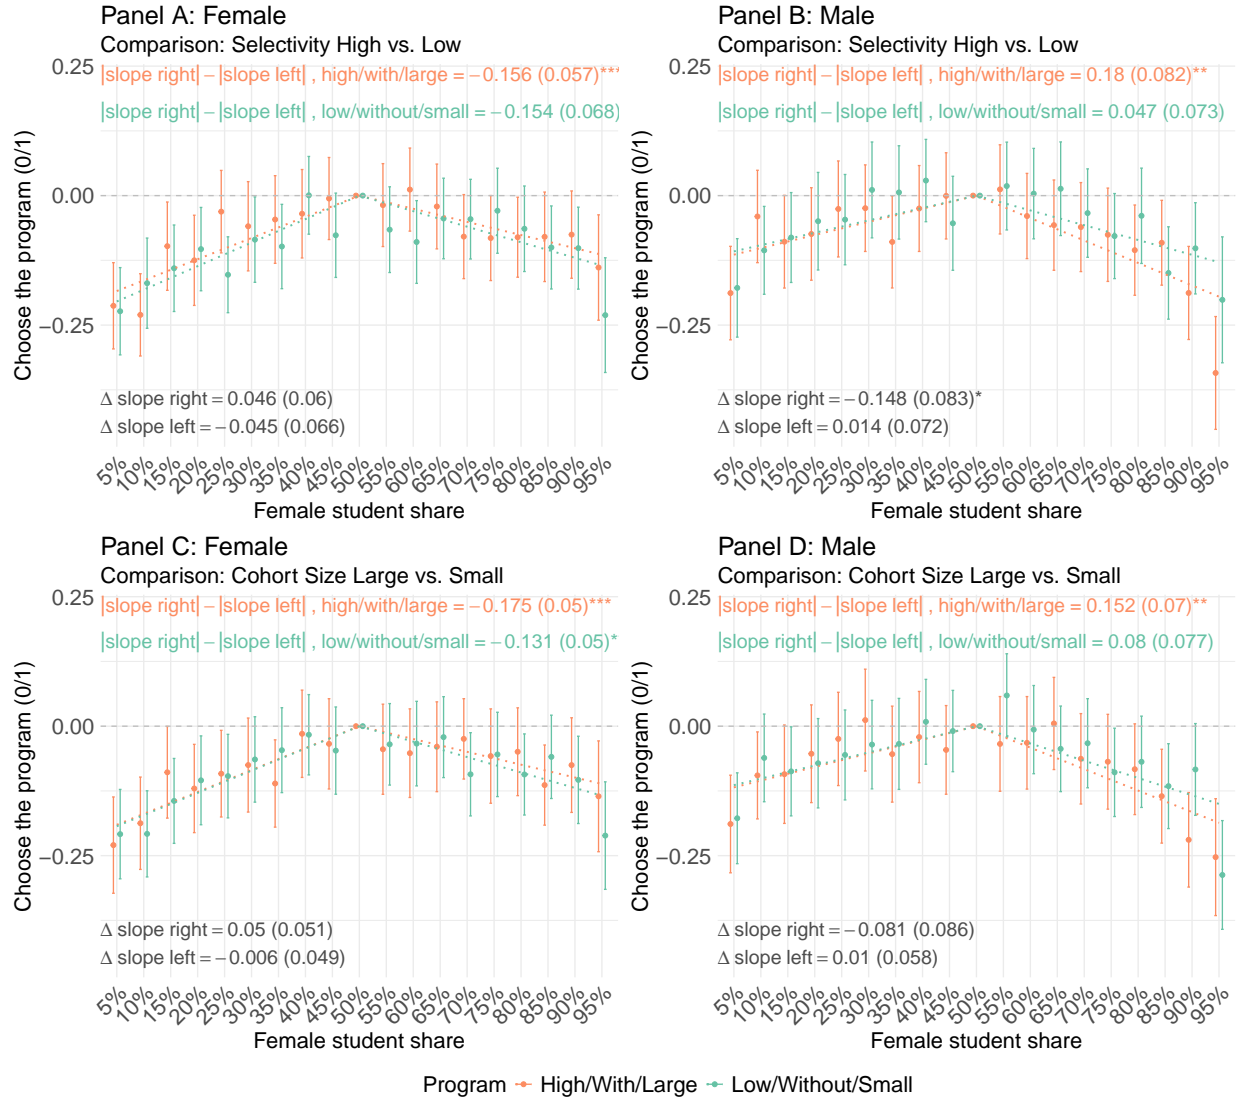 Panel A: Female
Comparison: Selectivity High vs. Low
0.25
|slope right| − |slope left| , high/with/large = −0.156 (0.057)***
|slope right| − |slope left| , low/without/small = −0.154 (0.068)
Choose the program (0/1)
0.00
−0.25
Δ slope right = 0.046 (0.06)
Δ slope left = −0.045 (0.066)
5% 10% 15% 20% 25% 30% 35% 40% 45% 50% 55% 60% 65% 70% 75% 80% 85% 90% 95%
Female student share
Panel B: Male
Comparison: Selectivity High vs. Low
0.25
|slope right| − |slope left| , high/with/large = 0.18 (0.082)**
|slope right| − |slope left| , low/without/small = 0.047 (0.073)
Choose the program (0/1)
0.00
−0.25
Δ slope right = −0.148 (0.083)*
Δ slope left = 0.014 (0.072)
5% 10% 15% 20% 25% 30% 35% 40% 45% 50% 55% 60% 65% 70% 75% 80% 85% 90% 95%
Female student share
Panel C: Female
Comparison: Cohort Size Large vs. Small
0.25
|slope right| − |slope left| , high/with/large = −0.175 (0.05)***
|slope right| − |slope left| , low/without/small = −0.131 (0.05)*
Choose the program (0/1)
0.00
−0.25
Δ slope right = 0.05 (0.051)
Δ slope left = −0.006 (0.049)
5% 10% 15% 20% 25% 30% 35% 40% 45% 50% 55% 60% 65% 70% 75% 80% 85% 90% 95%
Female student share
Panel D: Male
Comparison: Cohort Size Large vs. Small
0.25
|slope right| − |slope left| , high/with/large = 0.152 (0.07)**
|slope right| − |slope left| , low/without/small = 0.08 (0.077)
Choose the program (0/1)
0.00
−0.25
Δ slope right = −0.081 (0.086)
Δ slope left = 0.01 (0.058)
5% 10% 15% 20% 25% 30% 35% 40% 45% 50% 55% 60% 65% 70% 75% 80% 85% 90% 95%
Female student share
Program High/With/Large Low/Without/Small